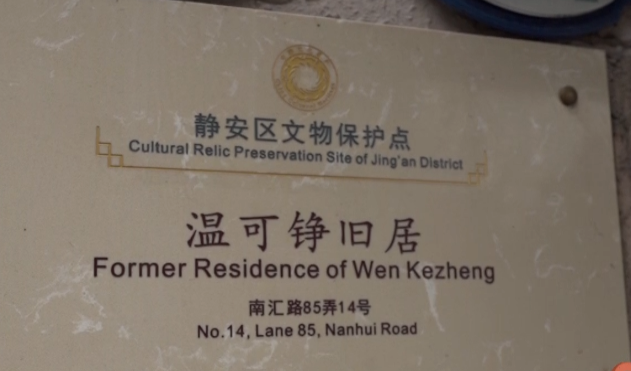 静安区文物保护点
Cultural Relic Preservation Site of Jing'an District
温可铮旧居
Former Residence of Wen Kezheng
南汇路85弄14号
No.14, Lane 85, Nanhui Road